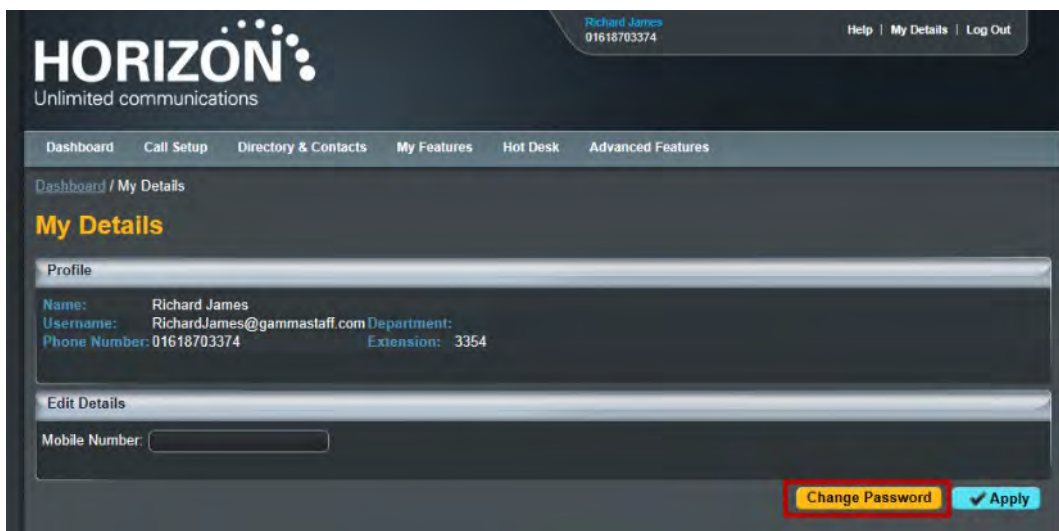 Richard James
01618703374
Help | My Details | Log Out
HORIZON
Unlimited communications
Dashboard Call Setup Directory & Contacts My Features Hot Desk Advanced Features
Dashboard / My Details
My Details
Profile
Name: Richard James
Username: RichardJames@gammastaff.com Department:
Phone Number: 01618703374 Extension: 3354
Edit Details
Mobile Number:
Change Password Apply